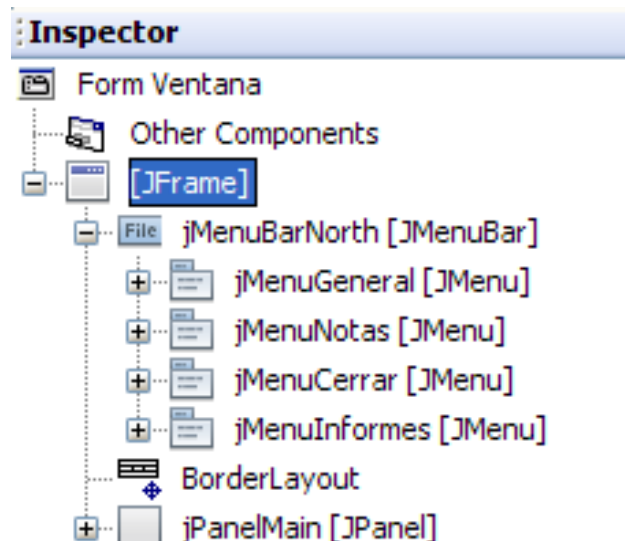 Inspector
Form Ventana
Other Components
[JFrame]
File jMenuBarNorth [JMenuBar]
jMenuGeneral [JMenu]
jMenuNotas [JMenu]
jMenuCerrar [JMenu]
jMenuInformes [JMenu]
BorderLayout
jPanelMain [JPanel]